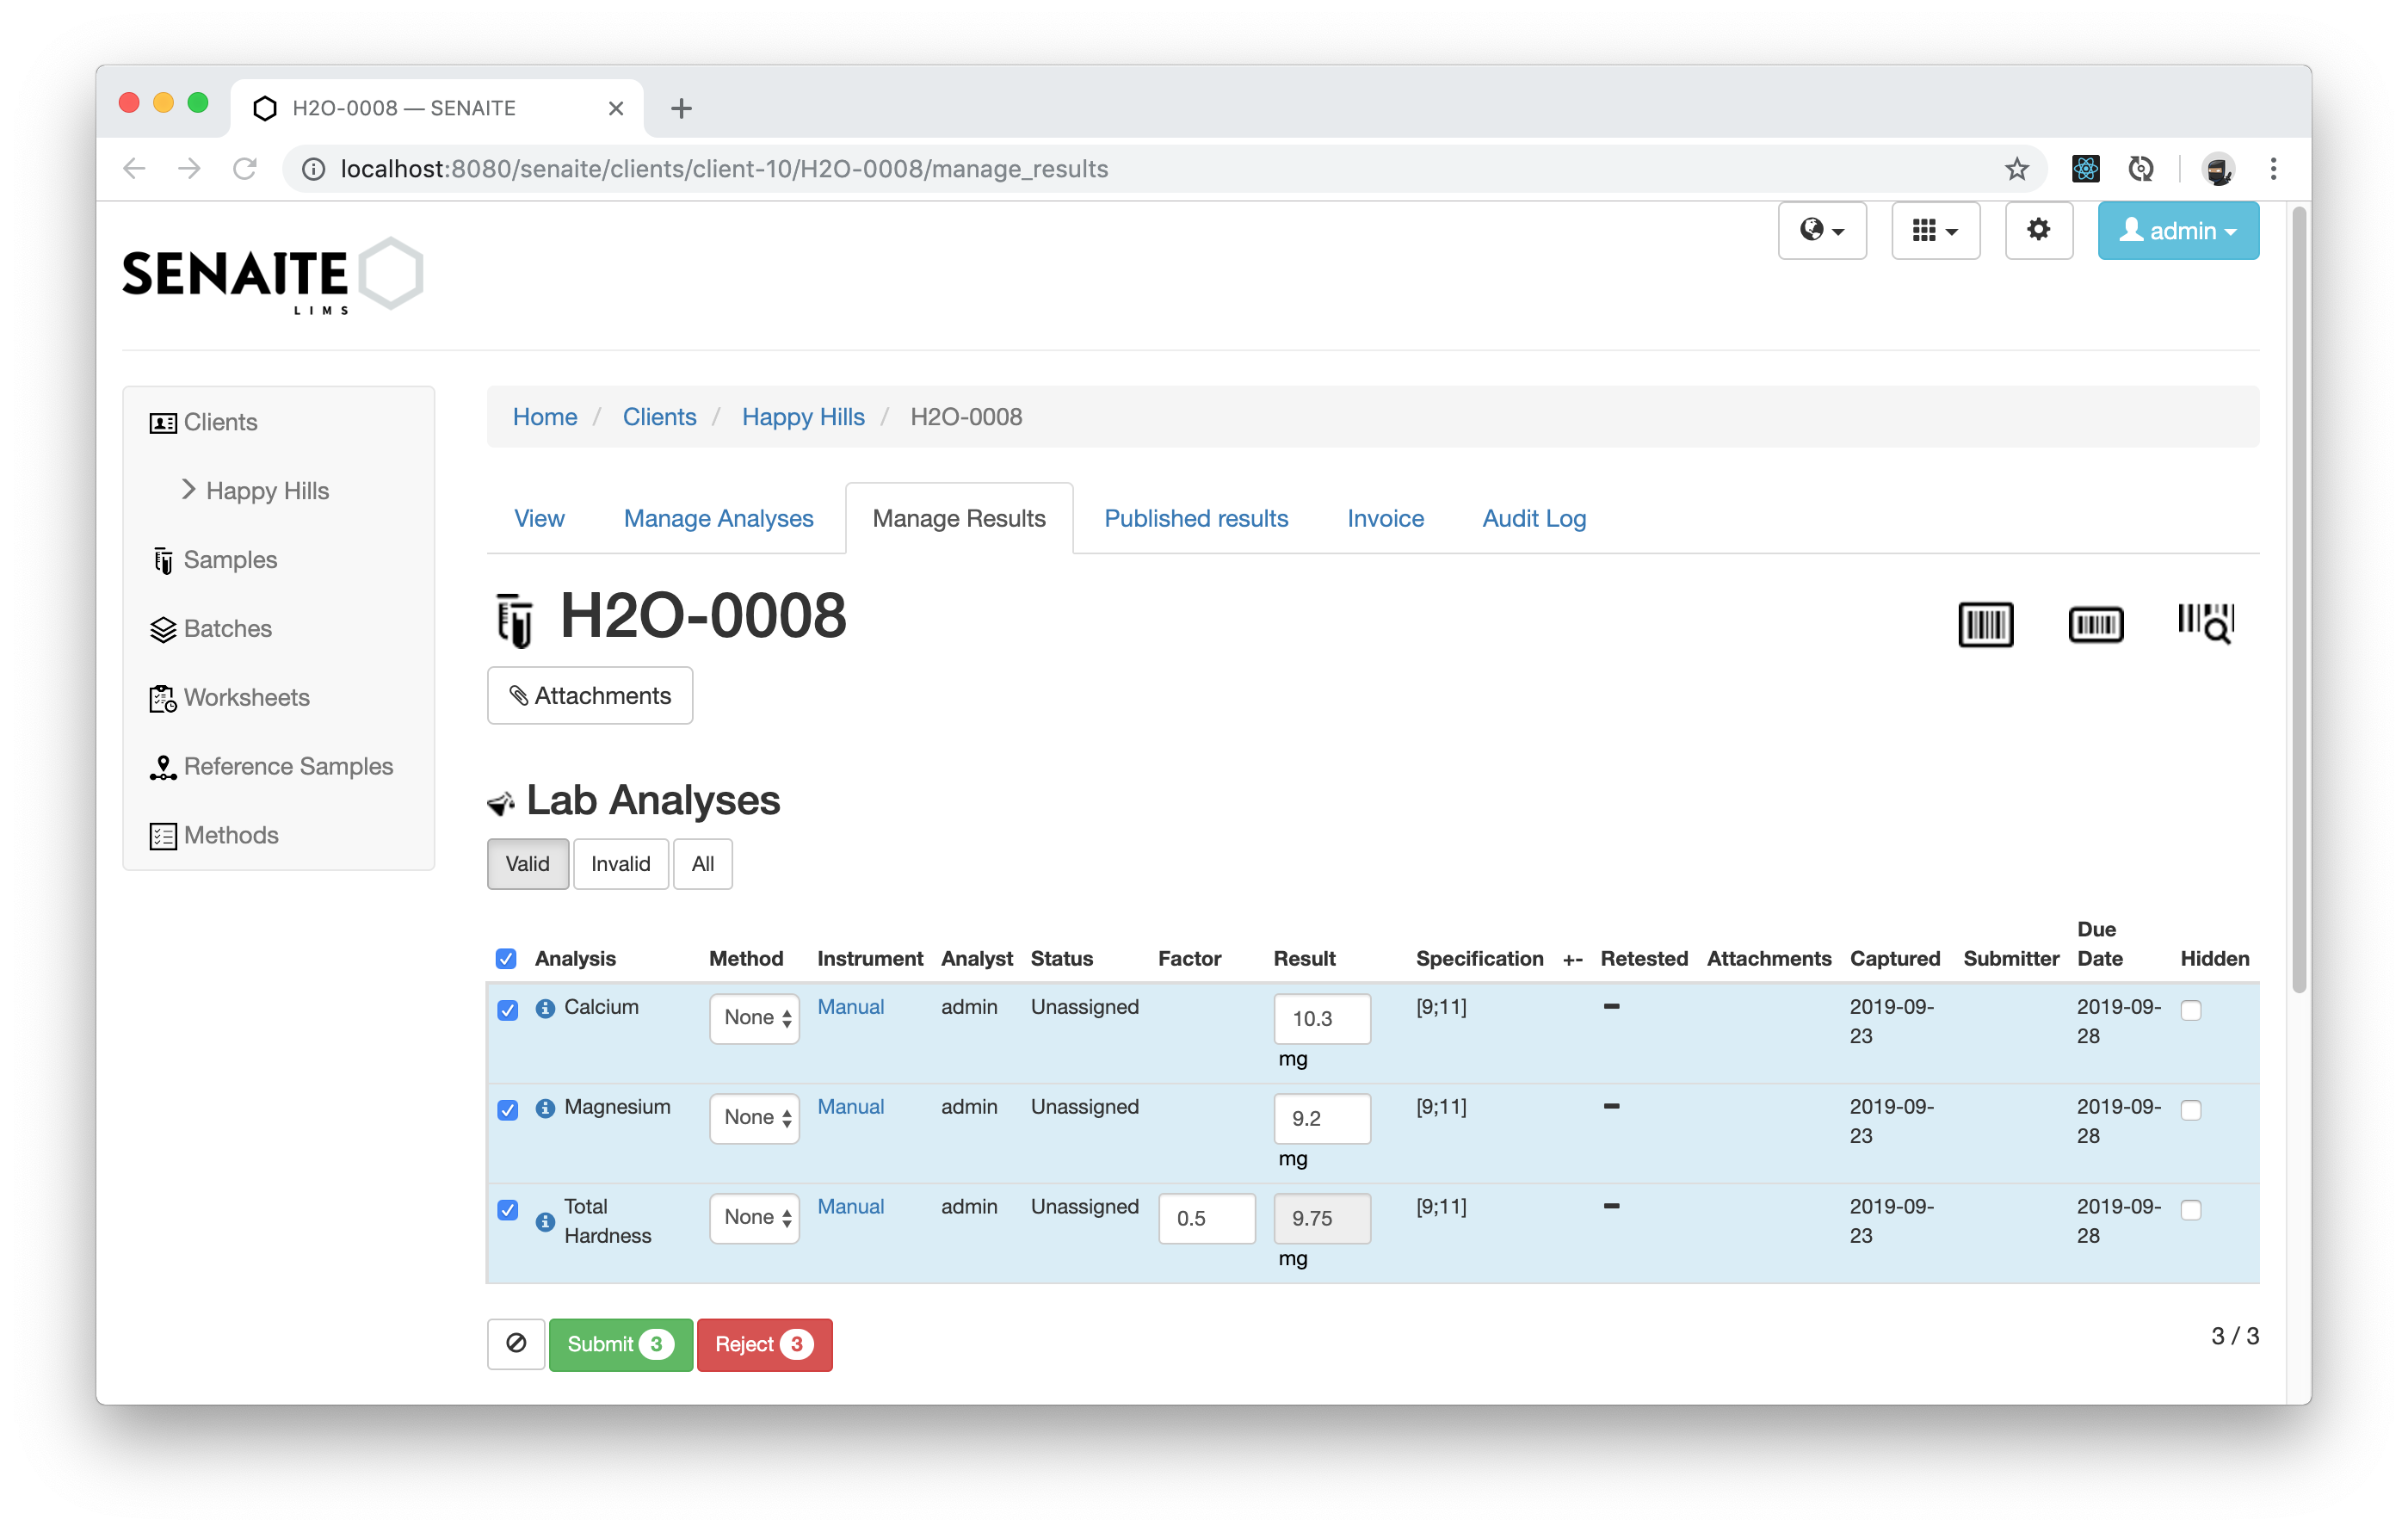 H2O-0008 — SENAITE
localhost:8080/senaite/clients/client-10/H2O-0008/manage_results
SENAITE
LIMS
admin
Clients
Happy Hills
Samples
Batches
Worksheets
Reference Samples
Methods
Home / Clients / Happy Hills / H2O-0008
View Manage Analyses Manage Results Published results Invoice Audit Log
H2O-0008
Attachments
Lab Analyses
Valid Invalid All
Analysis Method Instrument Analyst Status Factor Result Specification +- Retested Attachments Captured Submitter Due Date Hidden
Calcium None Manual admin Unassigned 10.3 [9;11] 2019-09- 2019-09-
23 28
mg
Magnesium None Manual admin Unassigned 9.2 [9;11] 2019-09- 2019-09-
23 28
mg
Total None Manual admin Unassigned 0.5 9.75 [9;11] 2019-09- 2019-09-
Hardness 23 28
mg
Submit 3 Reject 3 3 / 3